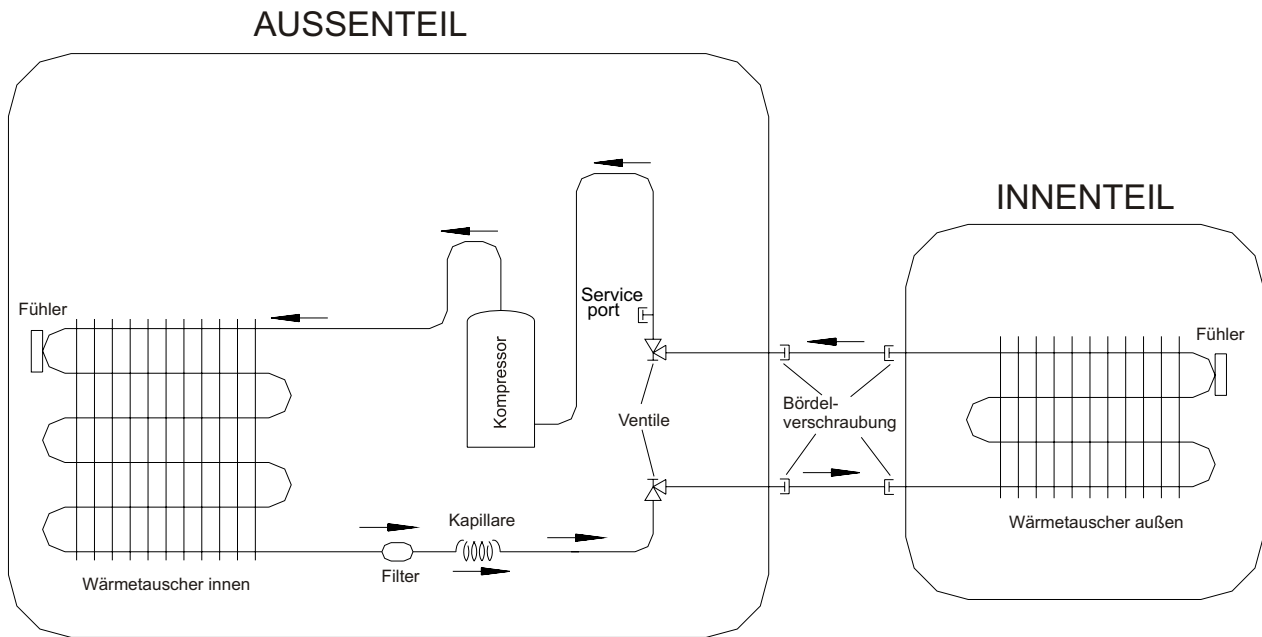 AUSSENTEIL
INNENTEIL
Fühler
Service
port
Kompressor
Fühler
Ventile
Bördel-
verschraubung
Kapillare
Filter
Wärmetauscher innen
Wärmetauscher außen